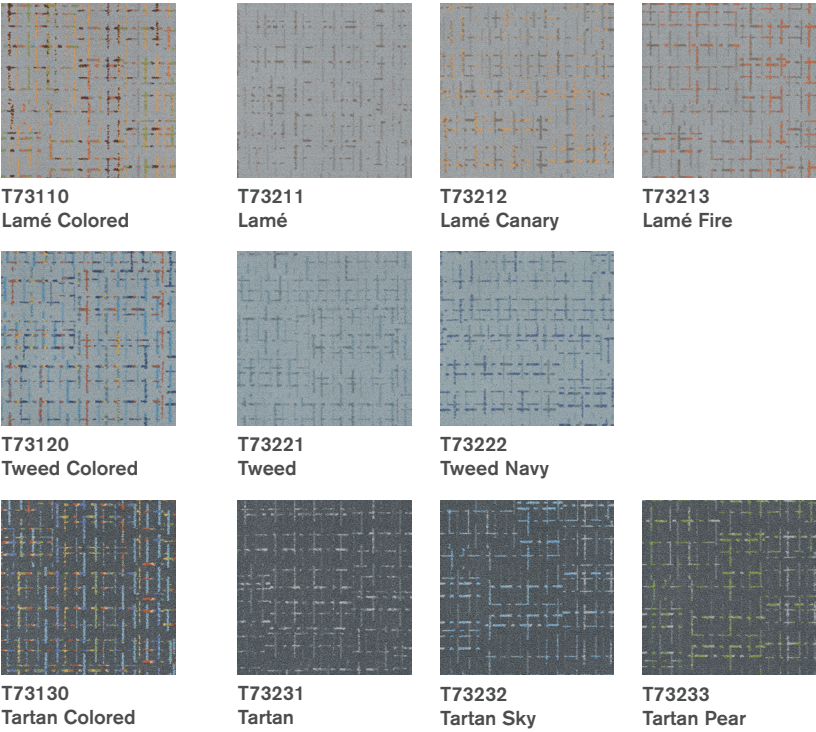 T73110
Lamé Colored
T73211
Lamé
T73212
Lamé Canary
T73213
Lamé Fire
T73120
Tweed Colored
T73221
Tweed
T73222
Tweed Navy
T73130
Tartan Colored
T73231
Tartan
T73232
Tartan Sky
T73233
Tartan Pear